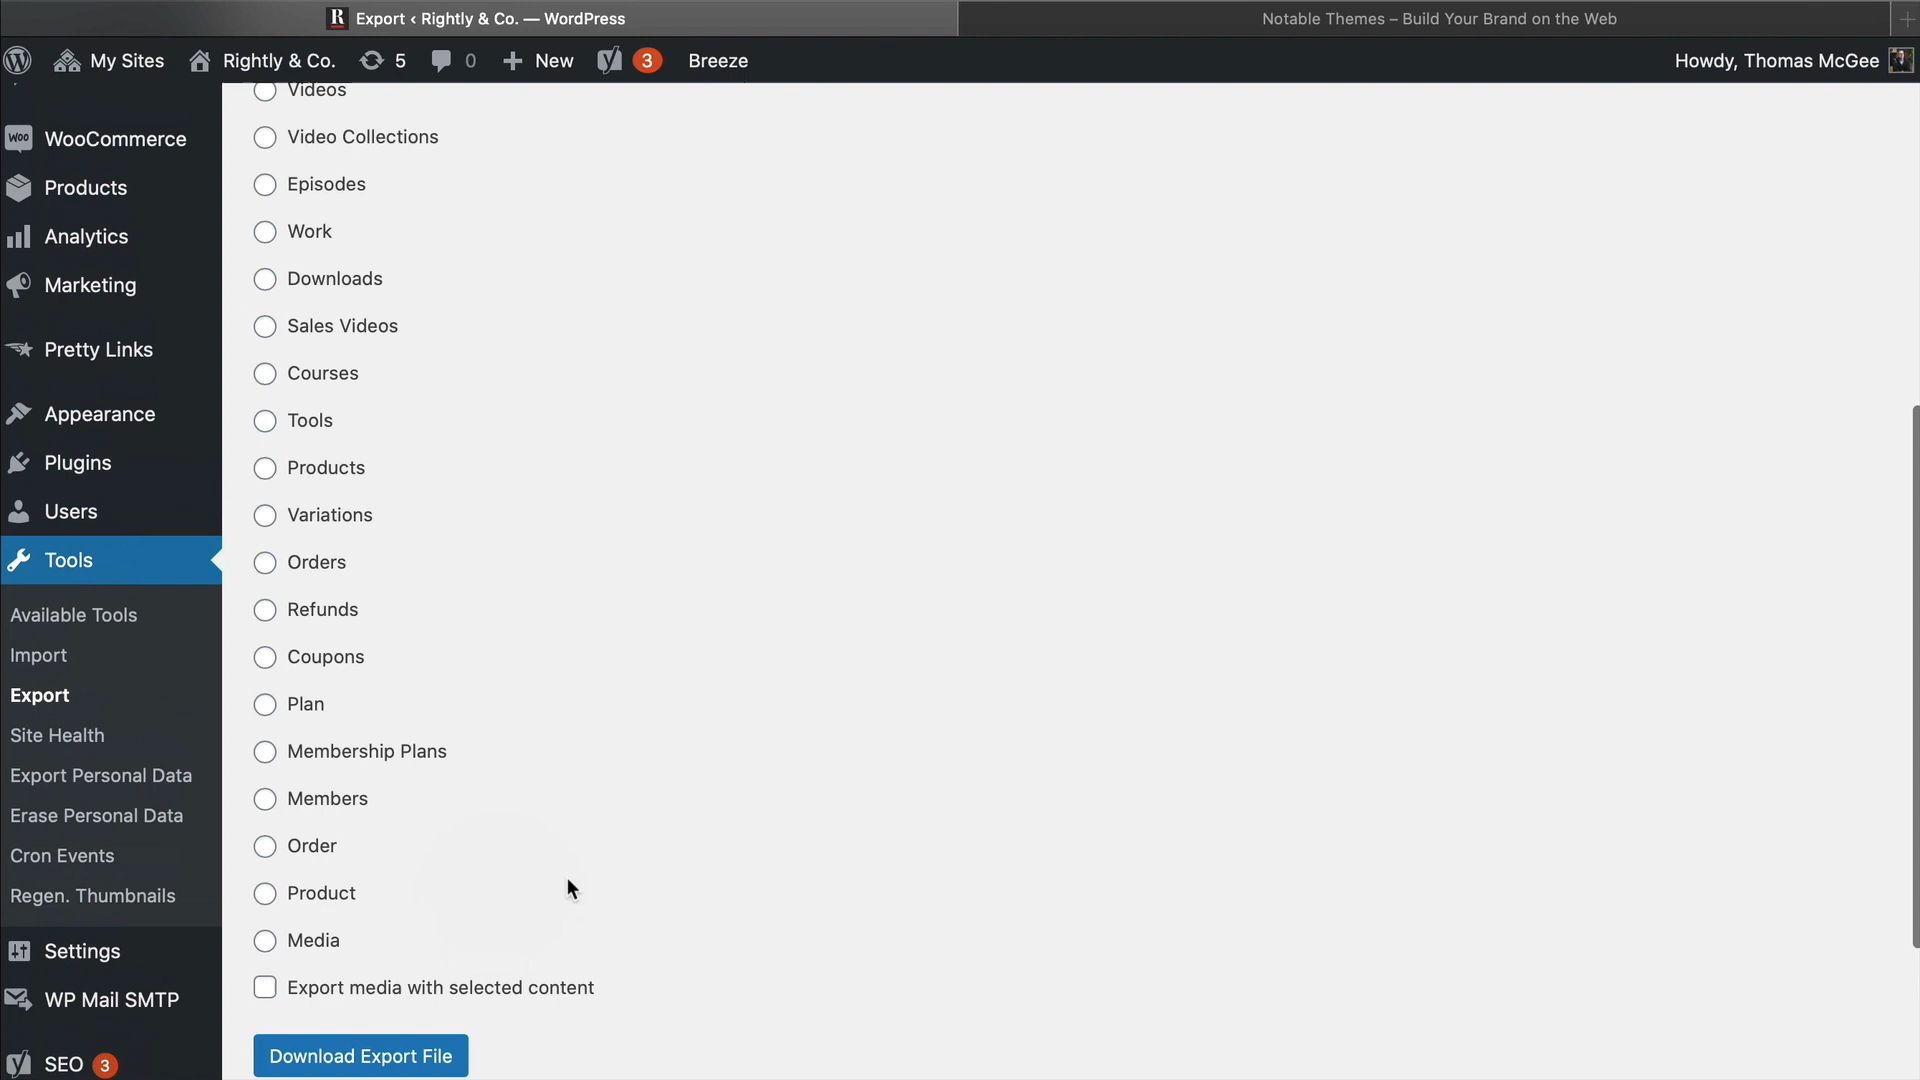 R Export ‹ Rightly & Co. — WordPress
Notable Themes – Build Your Brand on the Web
My Sites
Rightly & Co.
5
0
New
3
Breeze
Howdy, Thomas McGee
Woo WooCommerce
Products
Analytics
Marketing
Pretty Links
Appearance
Plugins
Users
Tools
Available Tools
Import
Export
Site Health
Export Personal Data
Erase Personal Data
Cron Events
Regen. Thumbnails
Settings
WP Mail SMTP
SEO 3
Videos
Video Collections
Episodes
Work
Downloads
Sales Videos
Courses
Tools
Products
Variations
Orders
Refunds
Coupons
Plan
Membership Plans
Members
Order
Product
Media
Export media with selected content
Download Export File